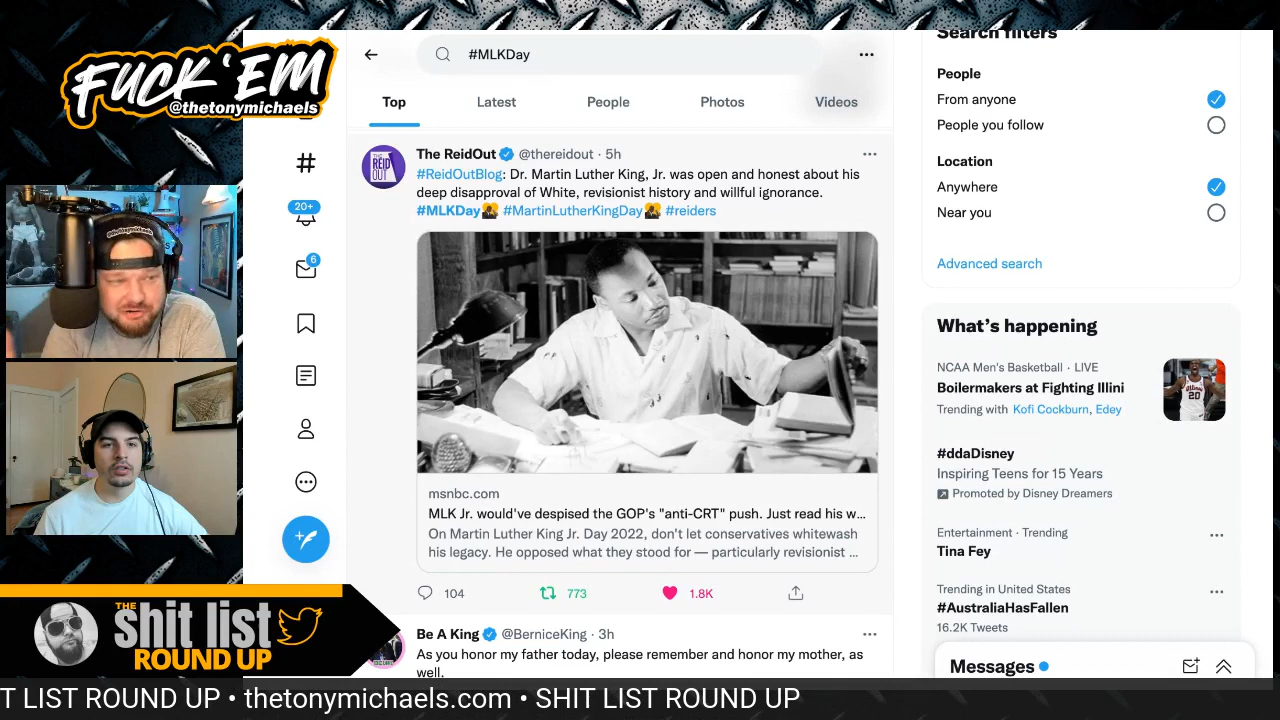 FUCK 'EM
@thetonymichaels
#MLKDay
Top
Latest
People
Photos
Videos
20+
6
The ReidOut @thereidout · 5h
#ReidOutBlog: Dr. Martin Luther King, Jr. was open and honest about his
deep disapproval of White, revisionist history and willful ignorance.
#MLKDay #MartinLutherKingDay #reiders
THE REID OUT
msnbc.com
MLK Jr. would've despised the GOP's "anti-CRT" push. Just read his w...
On Martin Luther King Jr. Day 2022, don't let conservatives whitewash
his legacy. He opposed what they stood for — particularly revisionist ...
104
773
1.8K
Be A King @BerniceKing · 3h
As you honor my father today, please remember and honor my mother, as
well.
Search filters
People
From anyone
People you follow
Location
Anywhere
Near you
Advanced search
What's happening
NCAA Men's Basketball · LIVE
Boilermakers at Fighting Illini
Trending with Kofi Cockburn, Edey
#ddaDisney
Inspiring Teens for 15 Years
Promoted by Disney Dreamers
Entertainment · Trending
Tina Fey
Trending in United States
#AustraliaHasFallen
16.2K Tweets
Messages
THE
shit list
ROUND UP
T LIST ROUND UP • thetonymichaels.com • SHIT LIST ROUND UP